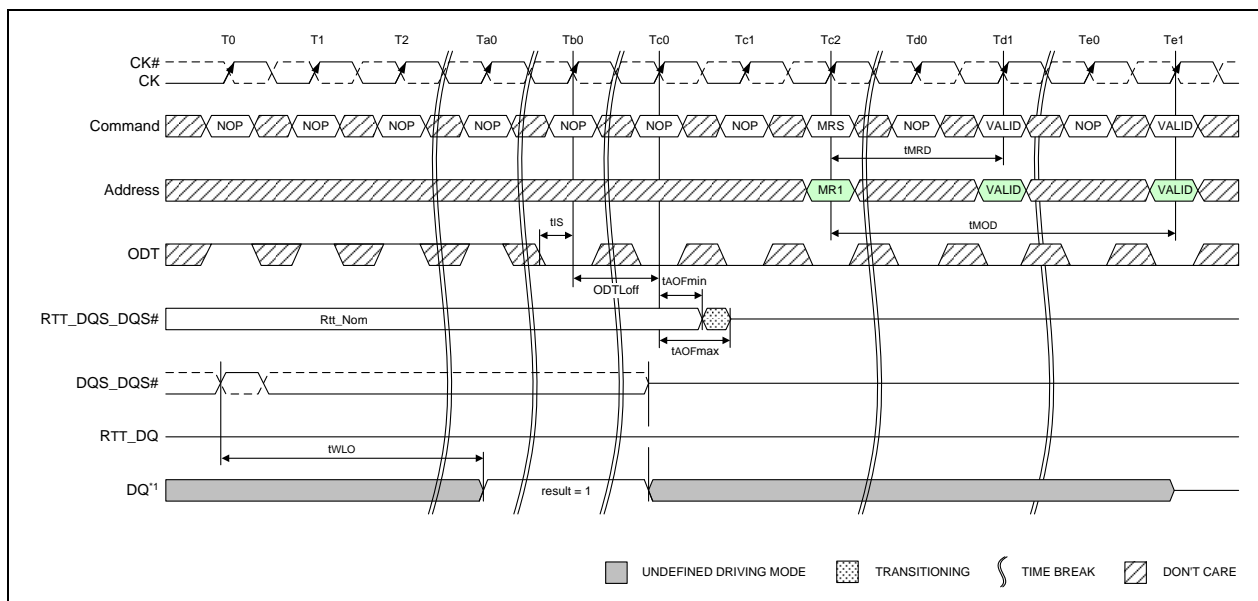 T0 T1 T2 Ta0 Tb0 Tc0 Tc1 Tc2 Td0 Td1 Te0 Te1
CK#
CK
Command NOP NOP NOP NOP NOP NOP NOP MRS NOP VALID NOP VALID
tMRD
Address MR1 VALID VALID
tIS
tMOD
ODT
ODTLoff
tAOFmin
RTT_DQS_DQS# Rtt_Nom
tAOFmax
DQS_DQS#
RTT_DQ
tWLO
DQ*1 result = 1
UNDEFINED DRIVING MODE TRANSITIONING TIME BREAK DON'T CARE